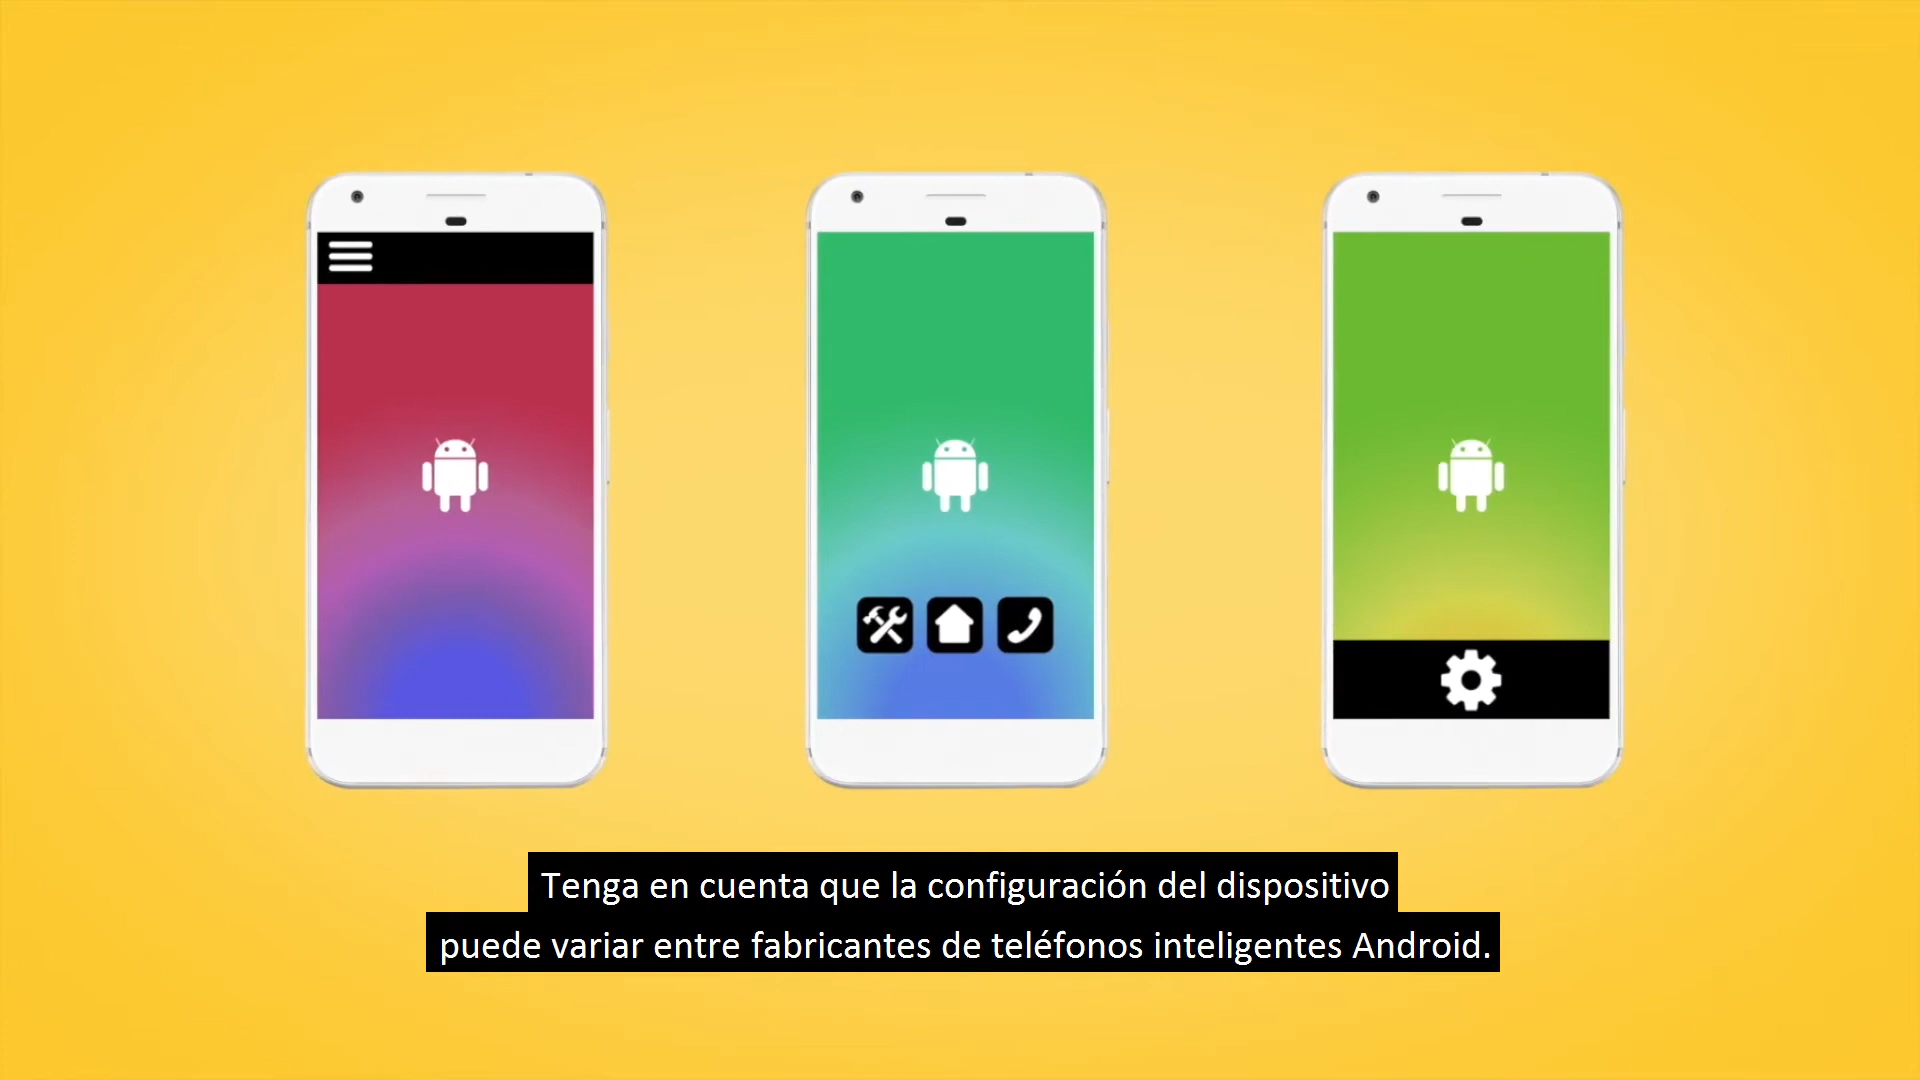 Tenga en cuenta que la configuración del dispositivo
puede variar entre fabricantes de teléfonos inteligentes Android.